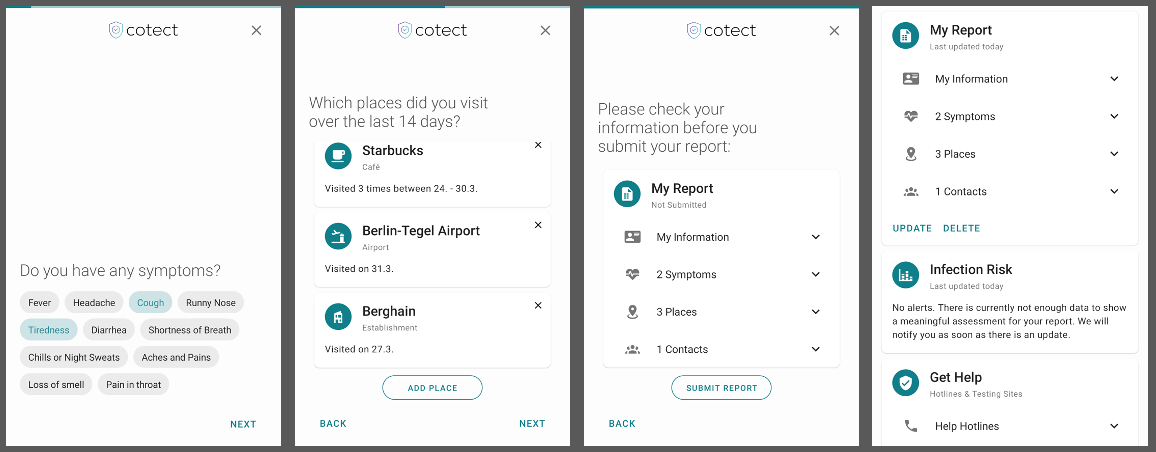 cotect
Do you have any symptoms?
Fever
Headache
Cough
Runny Nose
Tiredness
Diarrhea
Shortness of Breath
Chills or Night Sweats
Aches and Pains
Loss of smell
Pain in throat
NEXT
cotect
Which places did you visit
over the last 14 days?
Starbucks
Café
Visited 3 times between 24. - 30.3.
Berlin-Tegel Airport
Airport
Visited on 31.3.
Berghain
Establishment
Visited on 27.3.
ADD PLACE
BACK
NEXT
cotect
Please check your
information before you
submit your report:
My Report
Not Submitted
My Information
2 Symptoms
3 Places
1 Contacts
SUBMIT REPORT
BACK
My Report
Last updated today
My Information
2 Symptoms
3 Places
1 Contacts
UPDATE
DELETE
Infection Risk
Last updated today
No alerts. There is currently not enough data to show
a meaningful assessment for your report. We will
notify you as soon as there is an update.
Get Help
Hotlines & Testing Sites
Help Hotlines